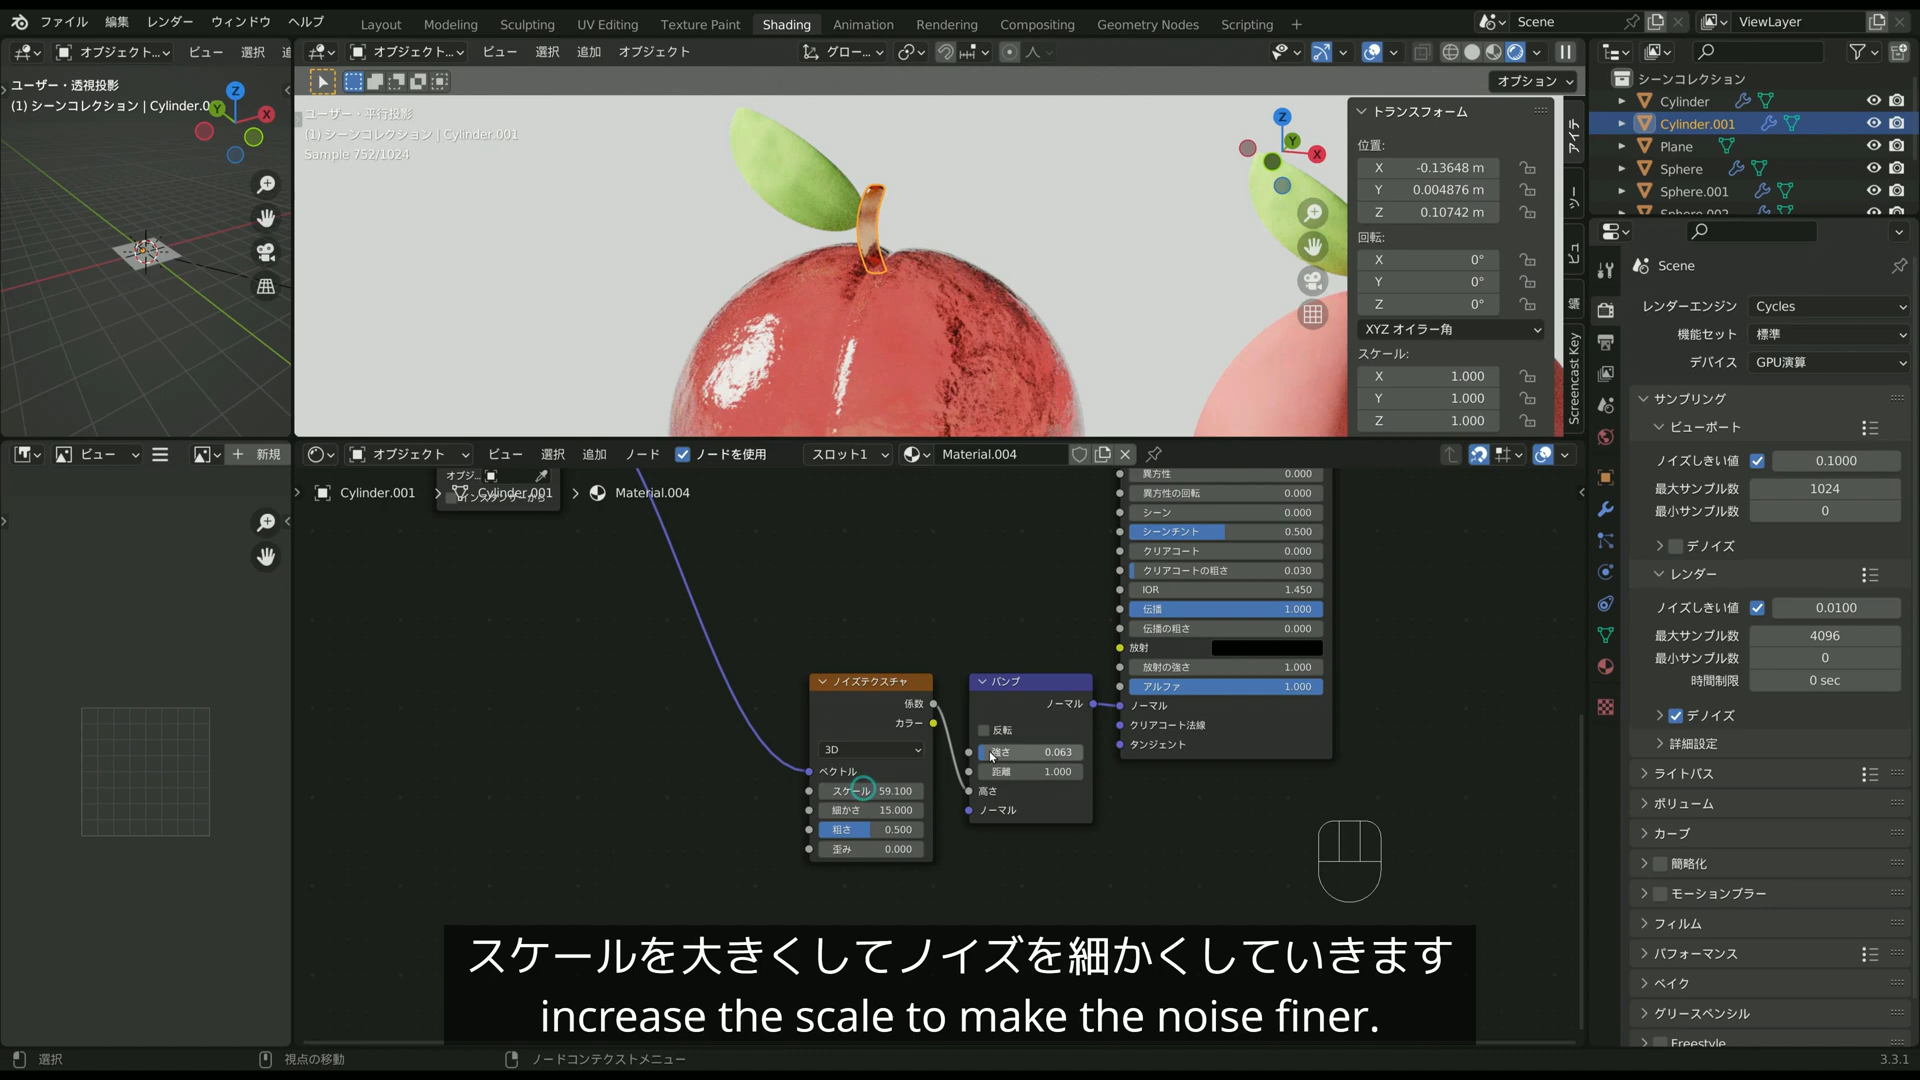 ファイル 編集 レンダー ウィンドウ ヘルプ Layout Modeling Sculpting UV Editing Texture Paint Shading Animation Rendering Compositing Geometry Nodes Scripting Scene ViewLayer
オブジェクト... ビュー 選択 オブジェクト... ビュー 選択 追加 オブジェクト グロー...
オプション
ユーザー・透視投影
(1) シーンコレクション | Cylinder.0
ユーザー・平行投影
(1) シーンコレクション | Cylinder.001
Sample 752/1024
トランスフォーム
位置:
X -0.13648 m
Y 0.004876 m
Z 0.10742 m
回転:
X 0°
Y 0°
Z 0°
XYZ オイラー角
スケール:
X 1.000
Y 1.000
Z 1.000
Screencast Key
シーンコレクション
Cylinder
Cylinder.001
Plane
Sphere
Sphere.001
Sphere.002
Scene
レンダーエンジン Cycles
機能セット 標準
デバイス GPU演算
サンプリング
ビューポート
ノイズしきい値 0.1000
最大サンプル数 1024
最小サンプル数 0
デノイズ
レンダー
ノイズしきい値 0.0100
最大サンプル数 4096
最小サンプル数 0
時間制限 0 sec
デノイズ
詳細設定
ライトパス
ボリューム
カーブ
簡略化
モーションブラー
フィルム
パフォーマンス
ベイク
グリースペンシル
Freestyle
ビュー 新規
オブジェクト ビュー 選択 追加 ノード ノードを使用 スロット1 Material.004
Cylinder.001 Cylinder.001 Material.004
オブジ...
異方性 0.000
異方性の回転 0.000
シーン 0.000
シーンチント 0.500
クリアコート 0.000
クリアコートの粗さ 0.030
IOR 1.450
伝播 1.000
伝播の粗さ 0.000
放射
放射の強さ 1.000
アルファ 1.000
ノーマル
クリアコート法線
タンジェント
ノイズテクスチャ
係数
カラー
3D
ベクトル
スケール 59.100
細かさ 15.000
粗さ 0.500
歪み 0.000
バンプ
ノーマル
反転
強さ 0.063
距離 1.000
高さ
ノーマル
スケールを大きくしてノイズを細かくしていきます
increase the scale to make the noise finer.
選択 視点の移動 ノードコンテクストメニュー 3.3.1